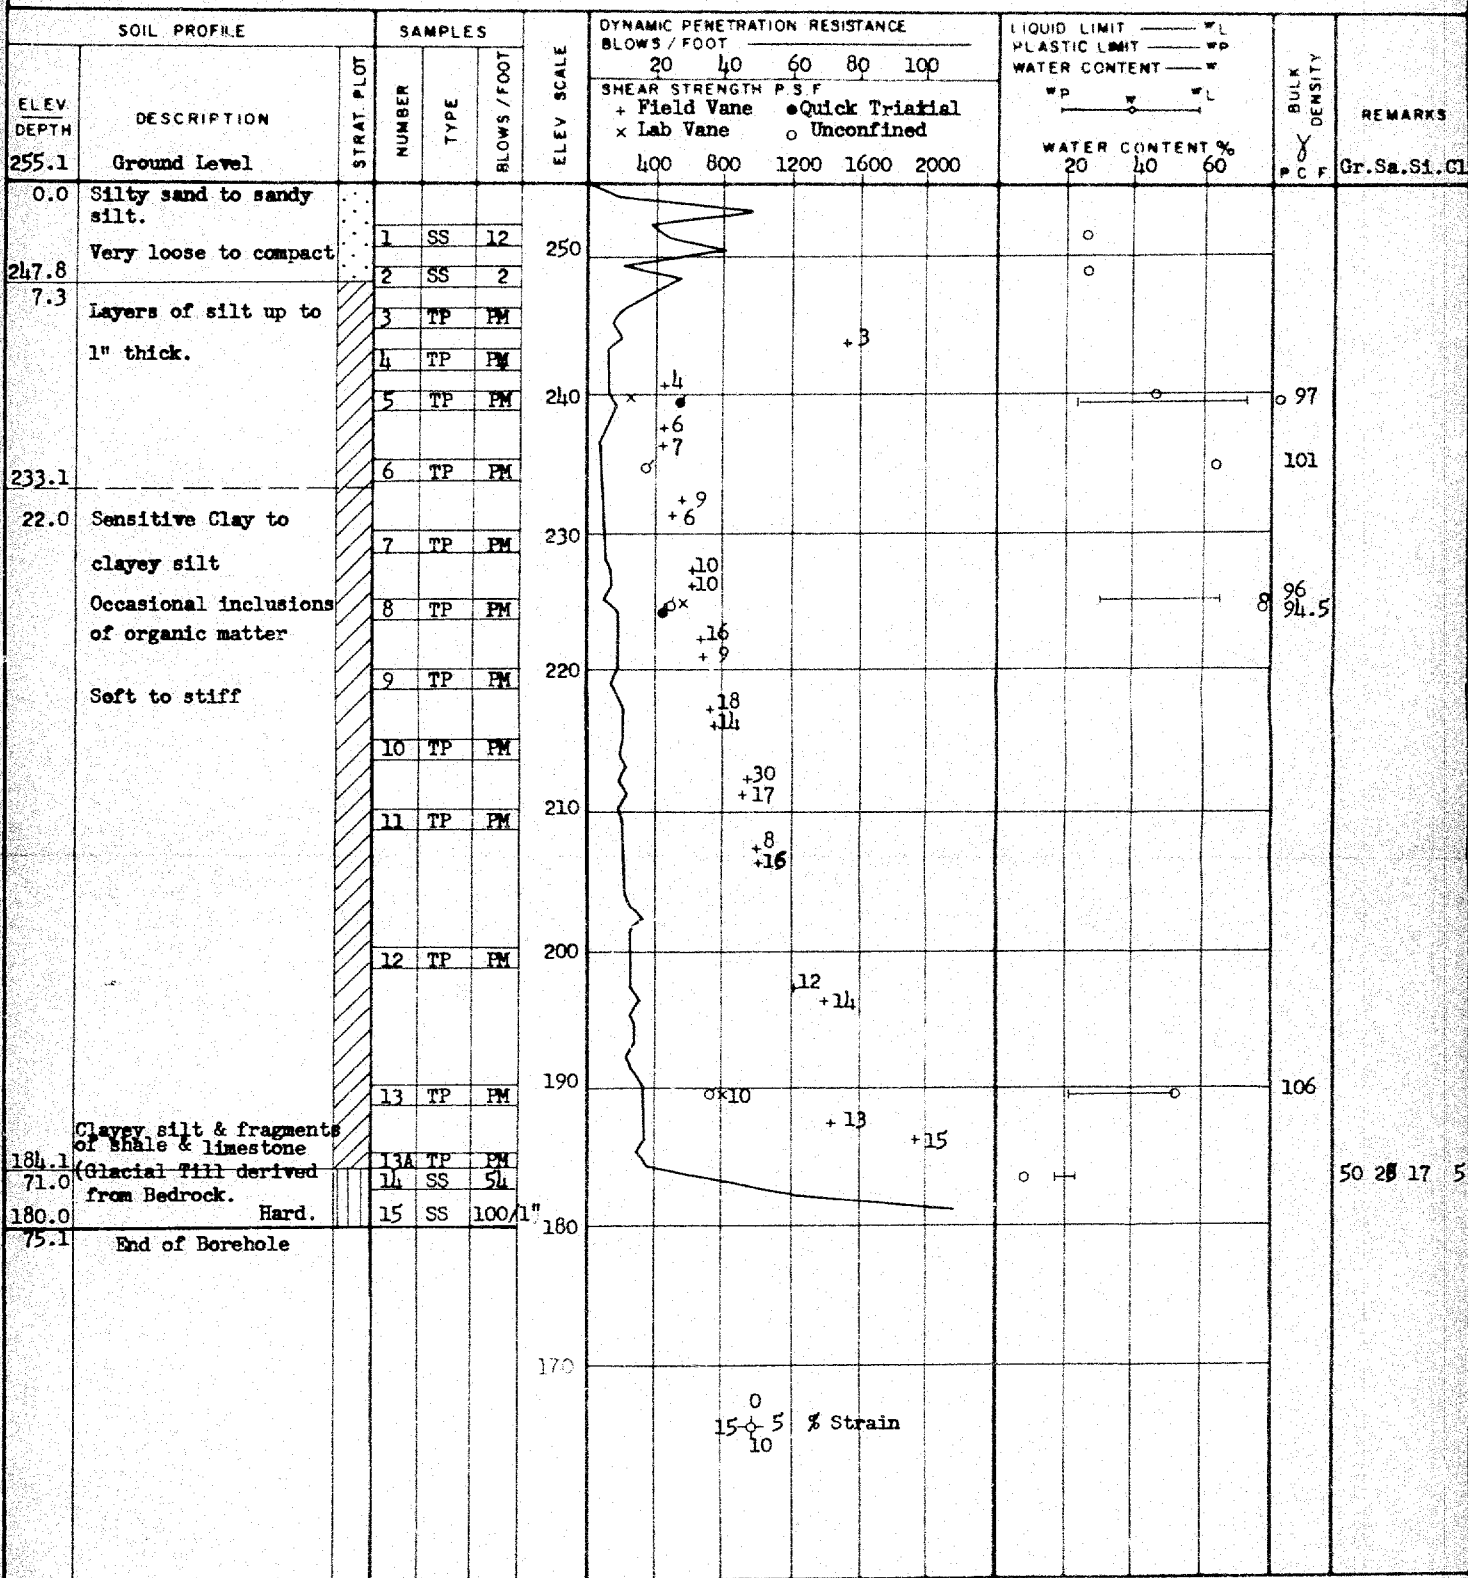 SOIL PROFILE
SAMPLES
ELEV SCALE
DYNAMIC PENETRATION RESISTANCE
BLOWS / FOOT
20 40 60 80 100
SHEAR STRENGTH P.S.F
+ Field Vane ● Quick Triaxial
× Lab Vane ○ Unconfined
400 800 1200 1600 2000
LIQUID LIMIT —— wL
PLASTIC LIMIT —— wP
WATER CONTENT —— w
wP w wL
WATER CONTENT %
20 40 60
BULK DENSITY
γ
P C F
REMARKS
Gr.Sa.Si.Cl
ELEV
DEPTH
DESCRIPTION
STRAT. PLOT
NUMBER
TYPE
BLOWS / FOOT
255.1 Ground Level
0.0 Silty sand to sandy
silt.
Very loose to compact
247.8
7.3
Layers of silt up to
1" thick.
233.1
22.0 Sensitive Clay to
clayey silt
Occasional inclusions
of organic matter
Soft to stiff
Clayey silt & fragments
of shale & limestone
184.1
71.0
(Glacial Till derived
from Bedrock.
Hard.
180.0
75.1
End of Borehole
1 SS 12
2 SS 2
3 TP PM
4 TP PM
5 TP PM
6 TP PM
7 TP PM
8 TP PM
9 TP PM
10 TP PM
11 TP PM
12 TP PM
13 TP PM
13A TP PM
14 SS 54
15 SS 100/1"
250
240
230
220
210
200
190
180
170
+3
+4
+6
+7
+9
+6
+10
+10
+16
+9
+18
+14
+30
+17
+8
+16
+12
+14
×10
+13
+15
97
101
96
94.5
106
50 28 17 5
0
15 5 % Strain
10